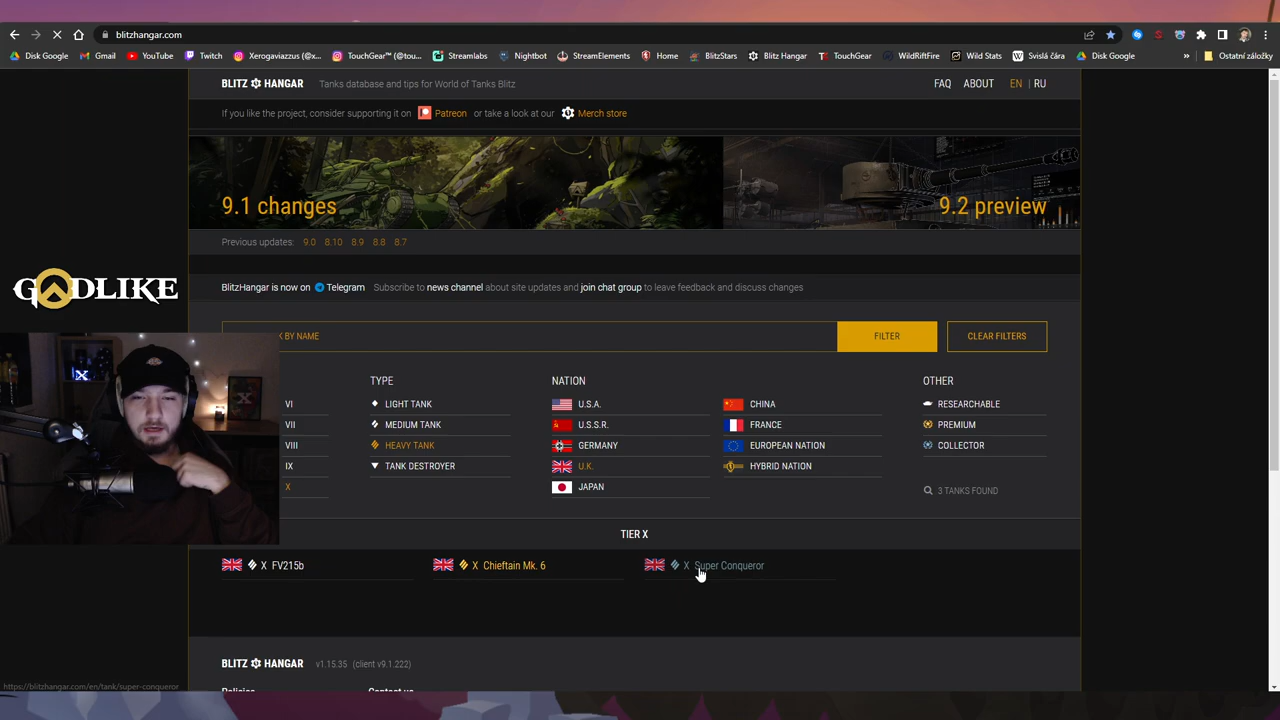 blitzhangar.com
Disk Google Gmail YouTube Twitch Xerogaviazzus (@x... TouchGear™ (@tou... Streamlabs Nightbot StreamElements Home BlitzStars Blitz Hangar TouchGear WildRiftFire Wild Stats Svislá čára Disk Google » Ostatní záložky
BLITZ HANGAR Tanks database and tips for World of Tanks Blitz FAQ ABOUT EN | RU
If you like the project, consider supporting it on Patreon or take a look at our Merch store
9.1 changes 9.2 preview
Previous updates: 9.0 8.10 8.9 8.8 8.7
BlitzHangar is now on Telegram Subscribe to news channel about site updates and join chat group to leave feedback and discuss changes
GODLIKE
K BY NAME FILTER CLEAR FILTERS
TYPE NATION OTHER
VI LIGHT TANK U.S.A. CHINA RESEARCHABLE
VII MEDIUM TANK U.S.S.R. FRANCE PREMIUM
VIII HEAVY TANK GERMANY EUROPEAN NATION COLLECTOR
IX TANK DESTROYER U.K. HYBRID NATION
X JAPAN 3 TANKS FOUND
TIER X
X FV215b X Chieftain Mk. 6 X Super Conqueror
BLITZ HANGAR v1.15.35 (client v9.1.222)
https://blitzhangar.com/en/tank/super-conqueror
Policies Contact us